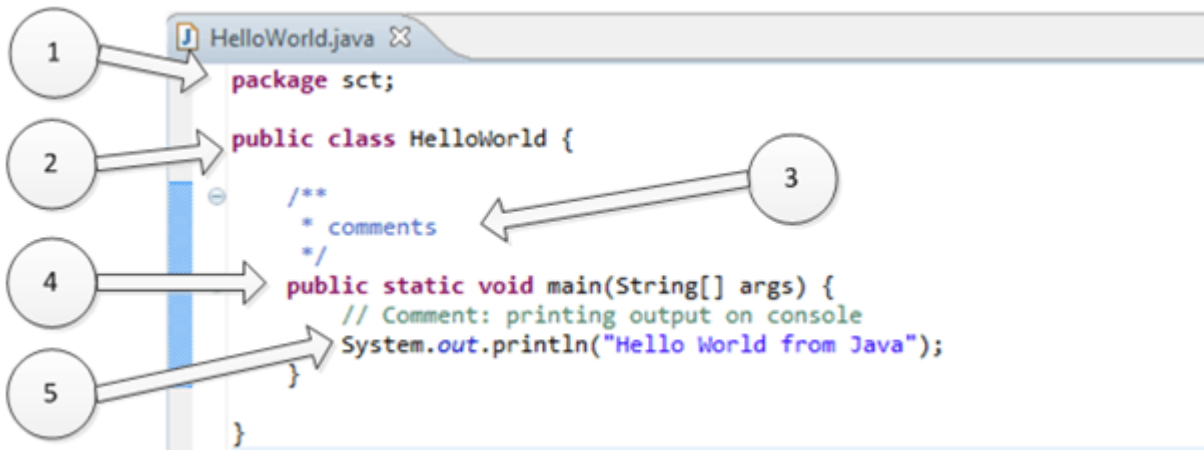 HelloWorld.java
1
package sct;
2
public class HelloWorld {
3
/**
* comments
*/
4
public static void main(String[] args) {
// Comment: printing output on console
5
System.out.println("Hello World from Java");
}
}